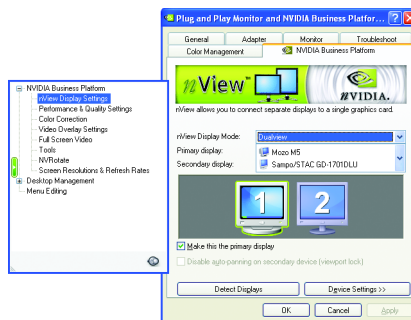 Plug and Play Monitor and NVIDIA Business Platfor...
General
Adapter
Monitor
Troubleshoot
Color Management
NVIDIA Business Platform
nView
NVIDIA.
nView allows you to connect separate displays to a single graphics card.
nView Display Mode:
Dualview
Primary display:
Mozo M5
Secondary display:
Sampo/STAC GD-1701DLU
1
2
Make this the primary display
Disable auto-panning on secondary device (viewport lock)
Detect Displays
Device Settings >>
OK
Cancel
Apply
NVIDIA Business Platform
nView Display Settings
Performance & Quality Settings
Color Correction
Video Overlay Settings
Full Screen Video
Tools
NVRotate
Screen Resolutions & Refresh Rates
Desktop Management
Menu Editing